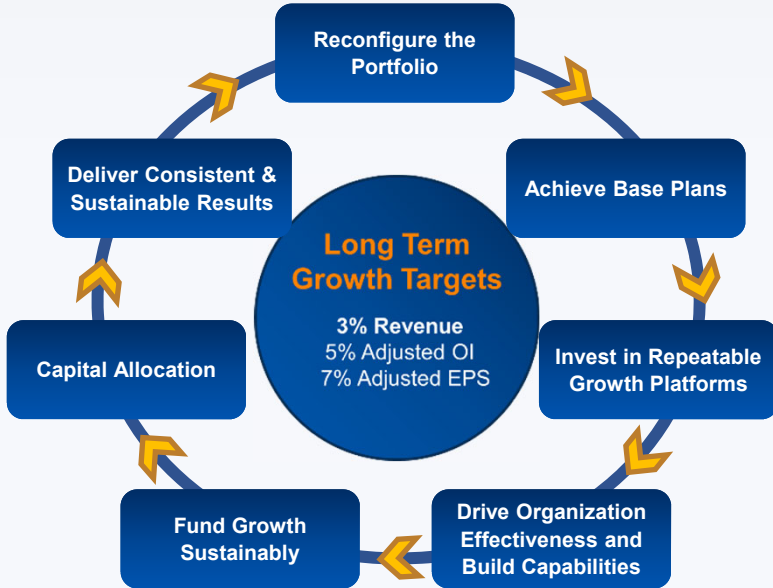 Reconfigure the
Portfolio
Achieve Base Plans
Invest in Repeatable
Growth Platforms
Drive Organization
Effectiveness and
Build Capabilities
Fund Growth
Sustainably
Capital Allocation
Deliver Consistent &
Sustainable Results
Long Term
Growth Targets
3% Revenue
5% Adjusted OI
7% Adjusted EPS